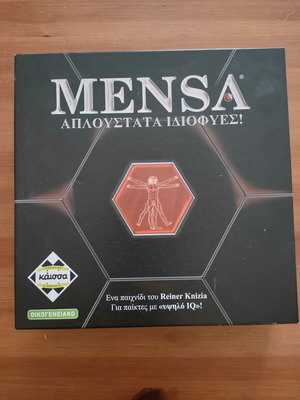 MENSA®
ΑΠΛΟΥΣΤΑΤΑ ΙΔΙΟΦΥΕΣ!
κάισσα
ΟΙΚΟΓΕΝΕΙΑΚΟ
Ένα παιχνίδι του Reiner Knizia
Για παίκτες με «υψηλό IQ»!